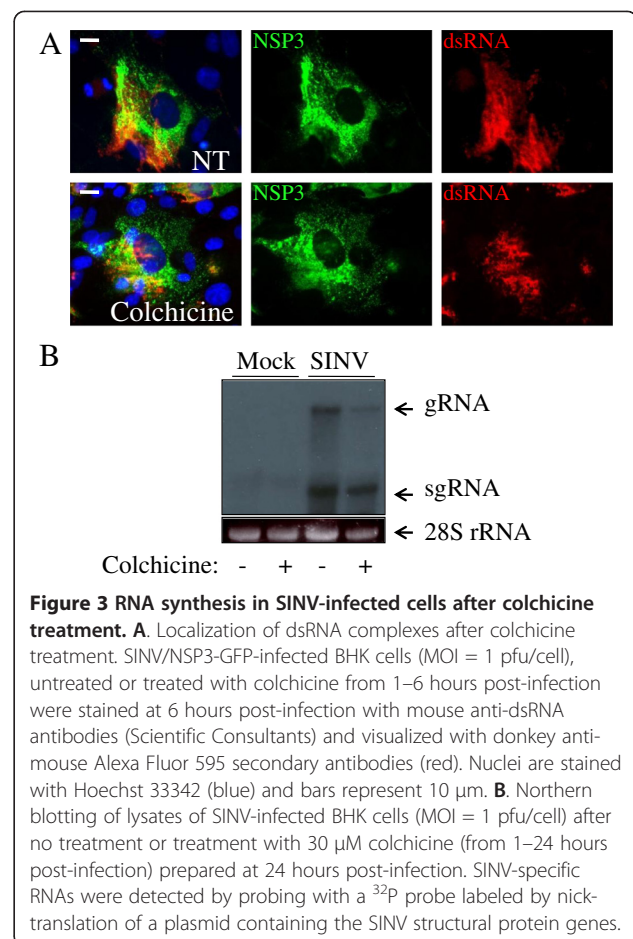 A
NSP3
dsRNA
NT
NSP3
dsRNA
Colchicine
B
Mock SINV
gRNA
sgRNA
28S rRNA
Colchicine: - + - +
Figure 3 RNA synthesis in SINV-infected cells after colchicine
treatment. A. Localization of dsRNA complexes after colchicine
treatment. SINV/NSP3-GFP-infected BHK cells (MOI = 1 pfu/cell),
untreated or treated with colchicine from 1–6 hours post-infection
were stained at 6 hours post-infection with mouse anti-dsRNA
antibodies (Scientific Consultants) and visualized with donkey anti-
mouse Alexa Fluor 595 secondary antibodies (red). Nuclei are stained
with Hoechst 33342 (blue) and bars represent 10 μm. B. Northern
blotting of lysates of SINV-infected BHK cells (MOI = 1 pfu/cell) after
no treatment or treatment with 30 μM colchicine (from 1–24 hours
post-infection) prepared at 24 hours post-infection. SINV-specific
RNAs were detected by probing with a ³²P probe labeled by nick-
translation of a plasmid containing the SINV structural protein genes.